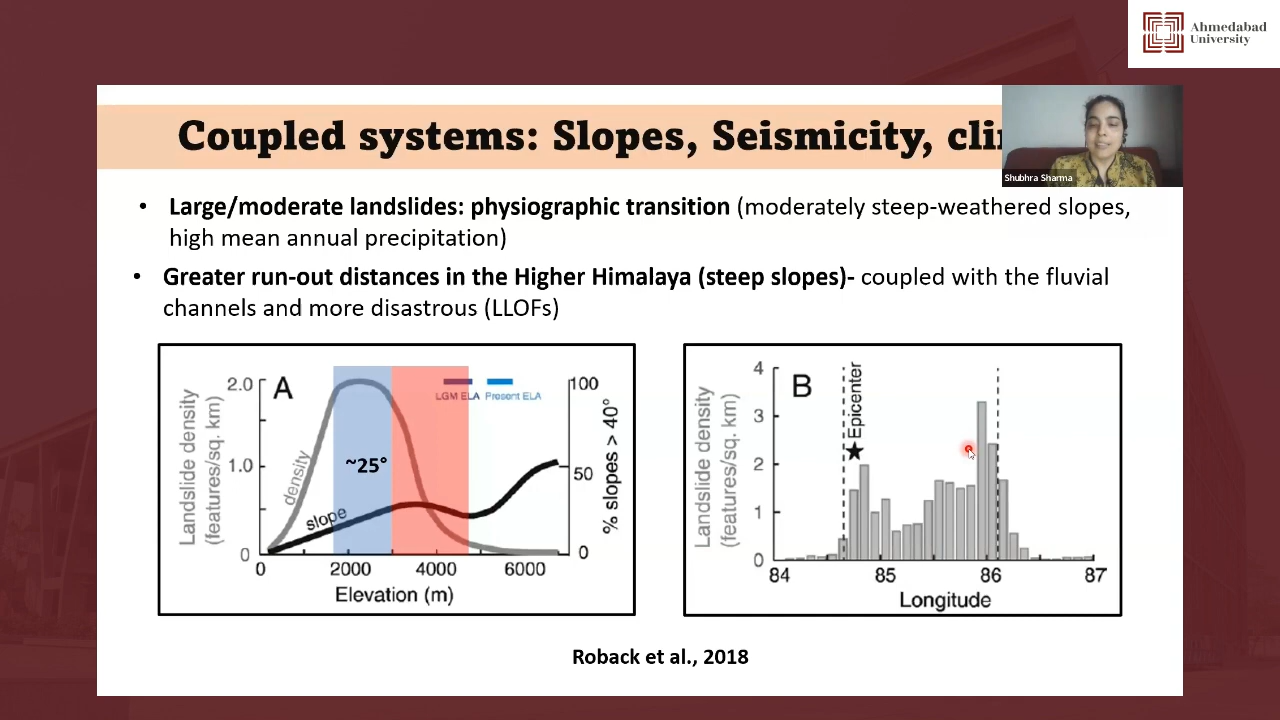 Ahmedabad
University
Coupled systems: Slopes, Seismicity,
Shubhra Sharma
• Large/moderate landslides: physiographic transition (moderately steep-weathered slopes,
high mean annual precipitation)
• Greater run-out distances in the Higher Himalaya (steep slopes)- coupled with the fluvial
channels and more disastrous (LLOFs)
A
Landslide density
(features/sq. km)
2.0
1.0
0
density
slope
~25°
LGM ELA Present ELA
100
50
0
% slopes > 40°
0 2000 4000 6000
Elevation (m)
B
Landslide density
(features/sq. km)
4
3
2
1
0
Epicenter
84 85 86 87
Longitude
Roback et al., 2018